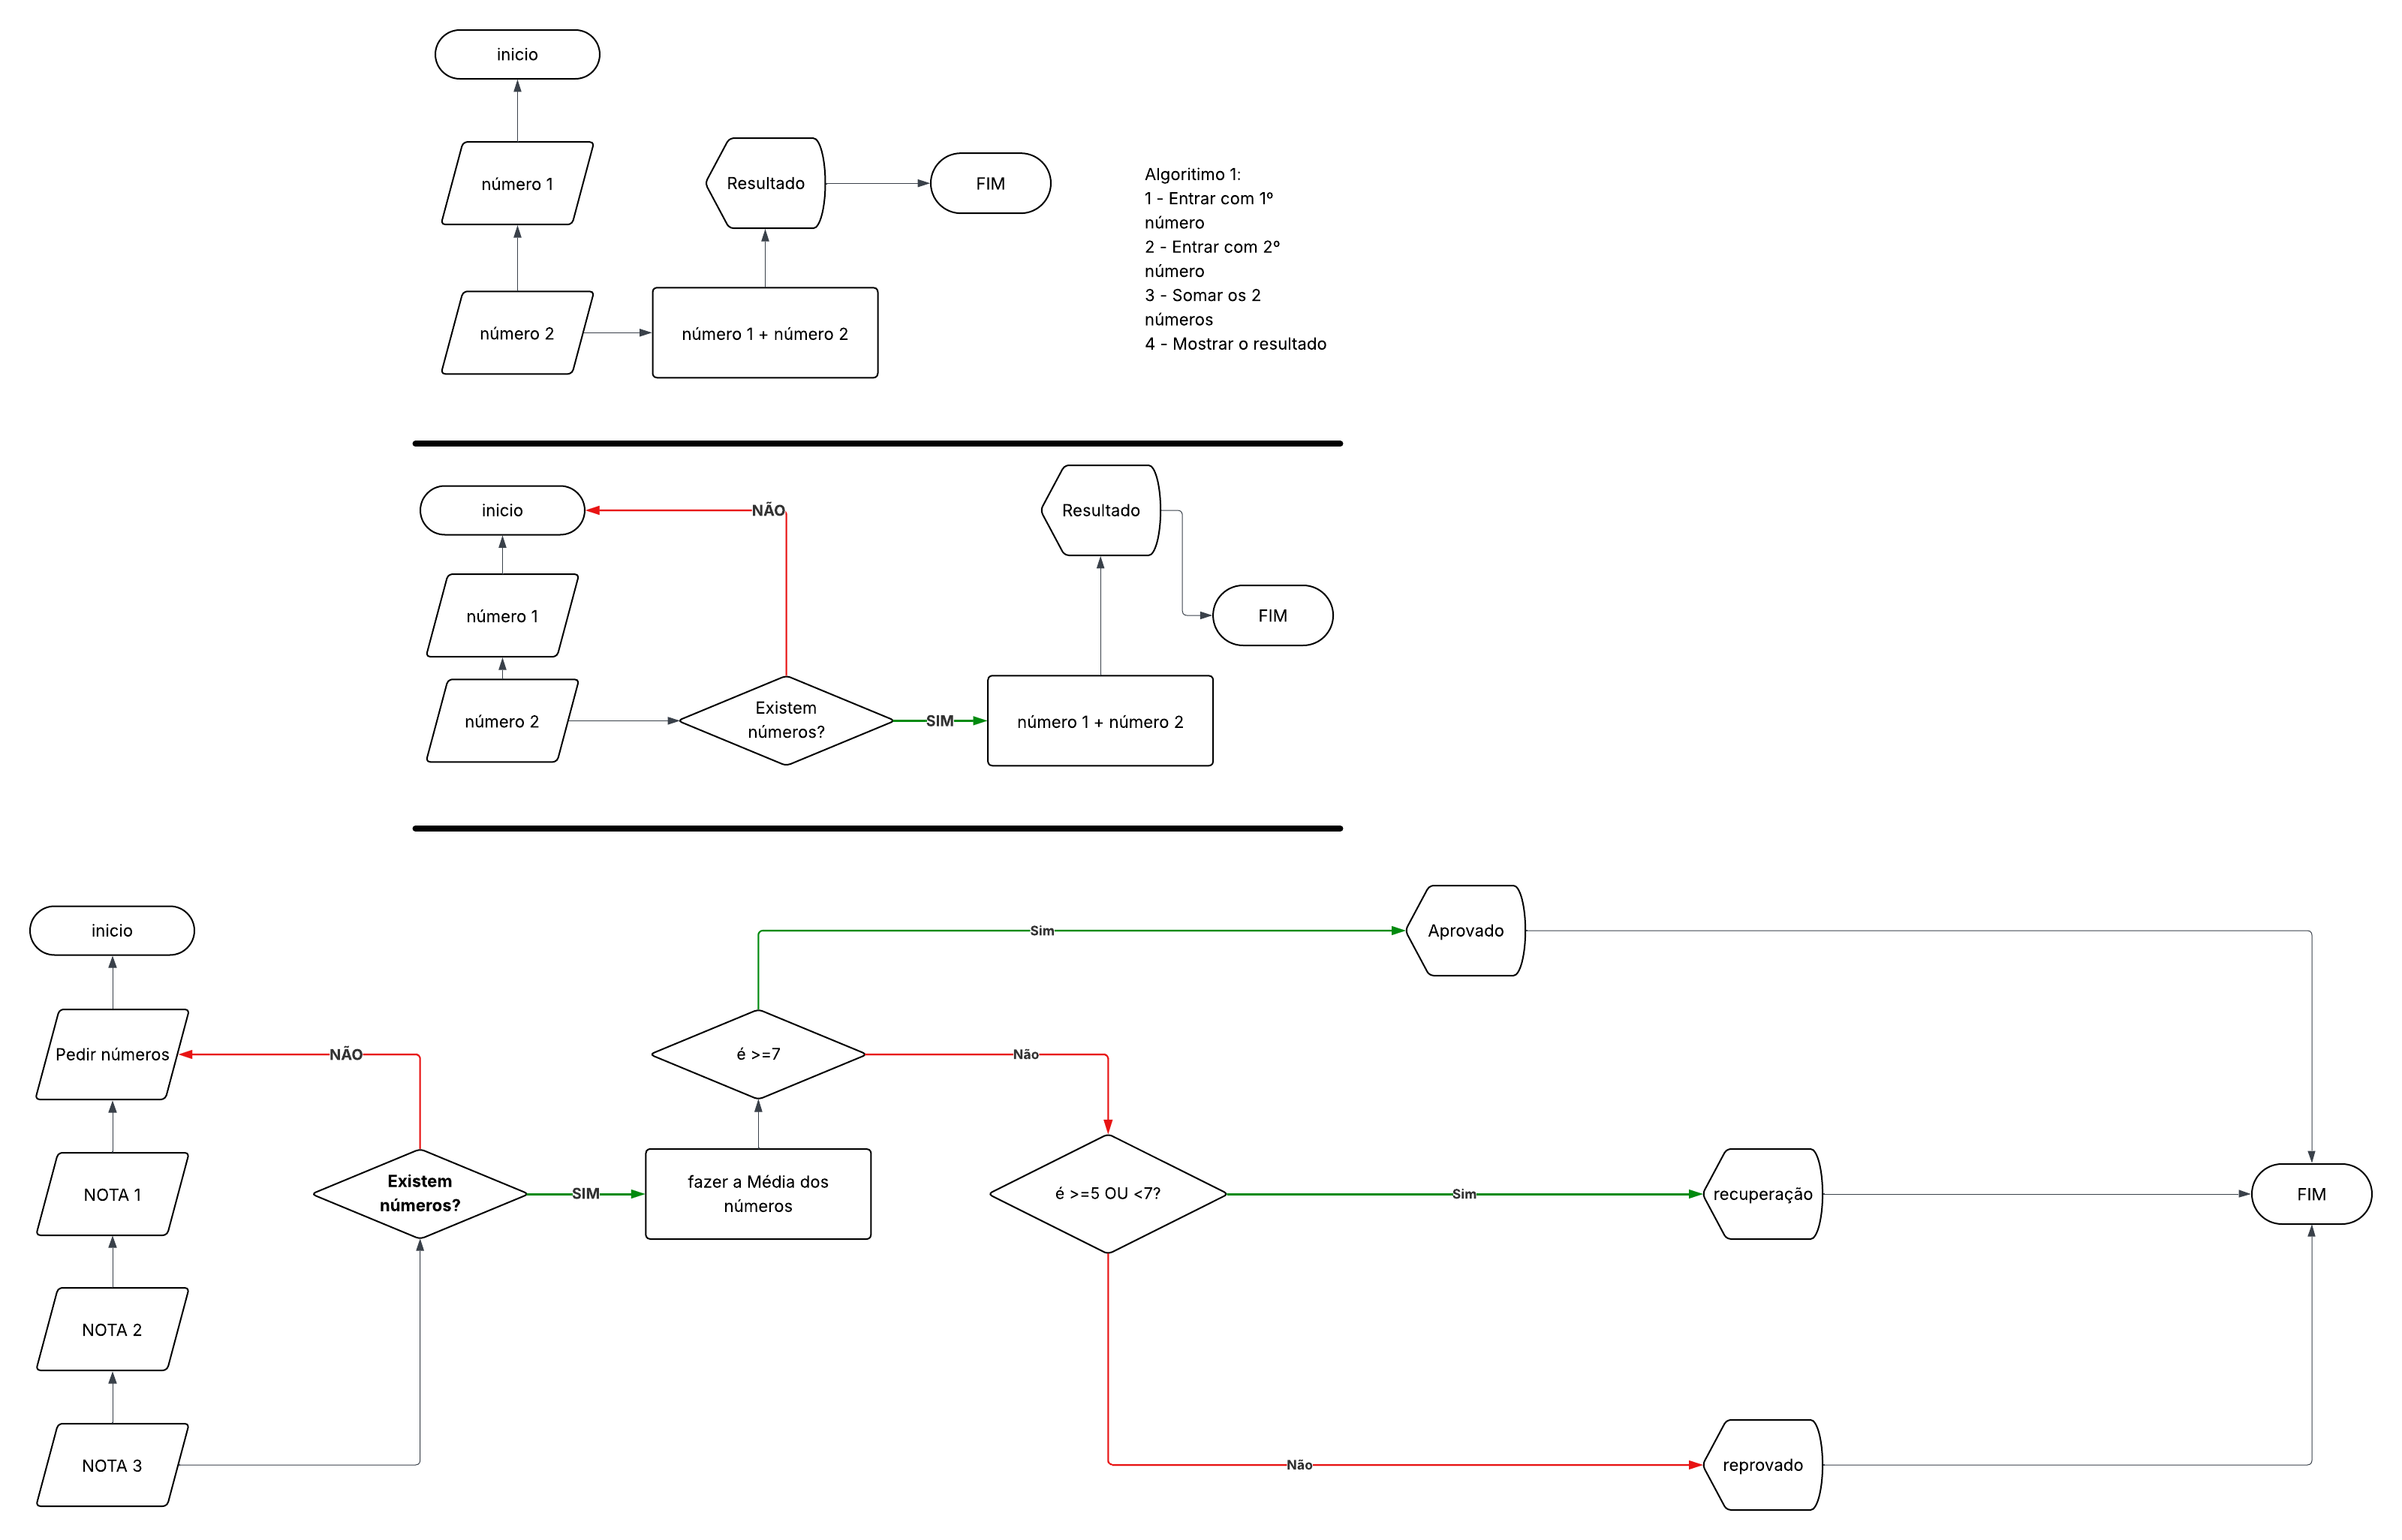 inicio
número 1
número 2
número 1 + número 2
Resultado
FIM
Algoritimo 1:
1 - Entrar com 1º
número
2 - Entrar com 2º
número
3 - Somar os 2
números
4 - Mostrar o resultado
inicio
NÃO
número 1
número 2
Existem
números?
SIM
número 1 + número 2
Resultado
FIM
inicio
Pedir números
NÃO
NOTA 1
NOTA 2
NOTA 3
Existem
números?
SIM
fazer a Média dos
números
é >=7
Sim
Aprovado
Não
é >=5 OU <7?
Sim
recuperação
Não
reprovado
FIM